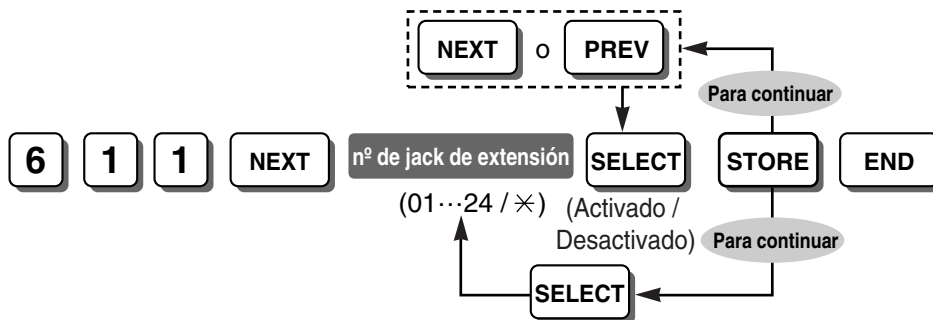 NEXT o PREV
Para continuar
6 1 1 NEXT nº de jack de extensión SELECT STORE END
(01···24 / ✳) (Activado /
Desactivado) Para continuar
SELECT